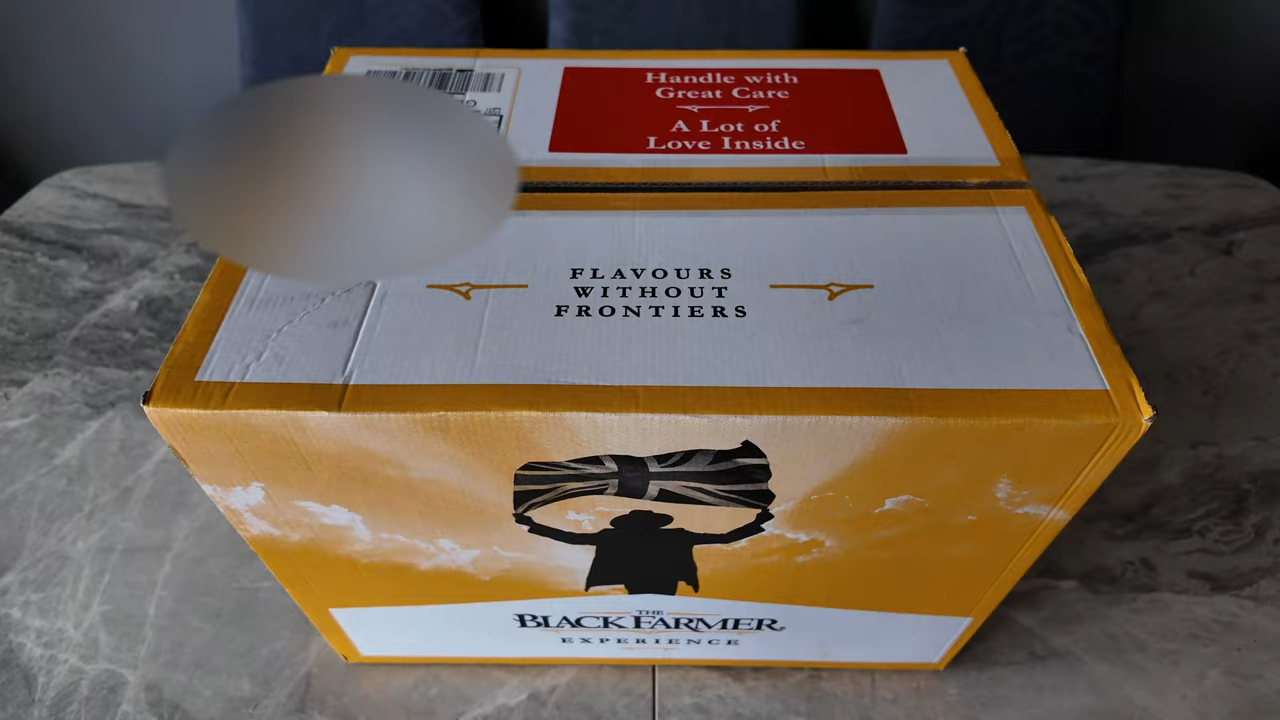 Handle with
Great Care
A Lot of
Love Inside
FLAVOURS
WITHOUT
FRONTIERS
THE
BLACK FARMER
EXPERIENCE